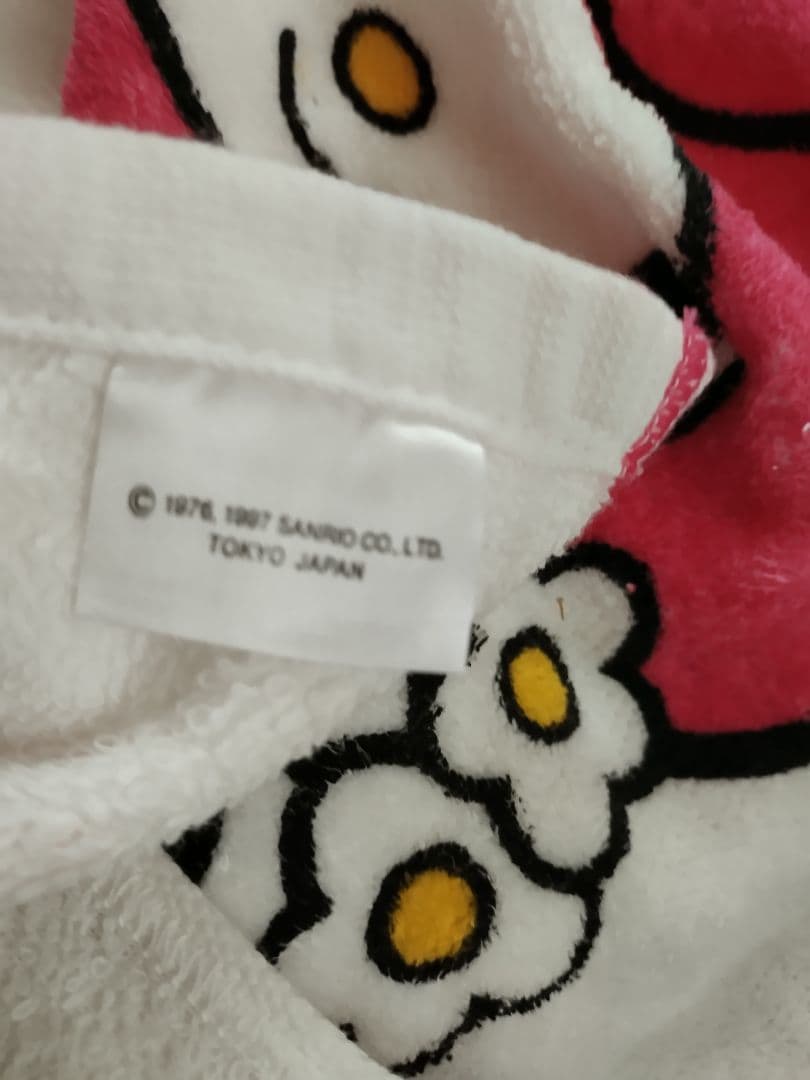 © 1976, 1997 SANRIO CO., LTD.
TOKYO JAPAN